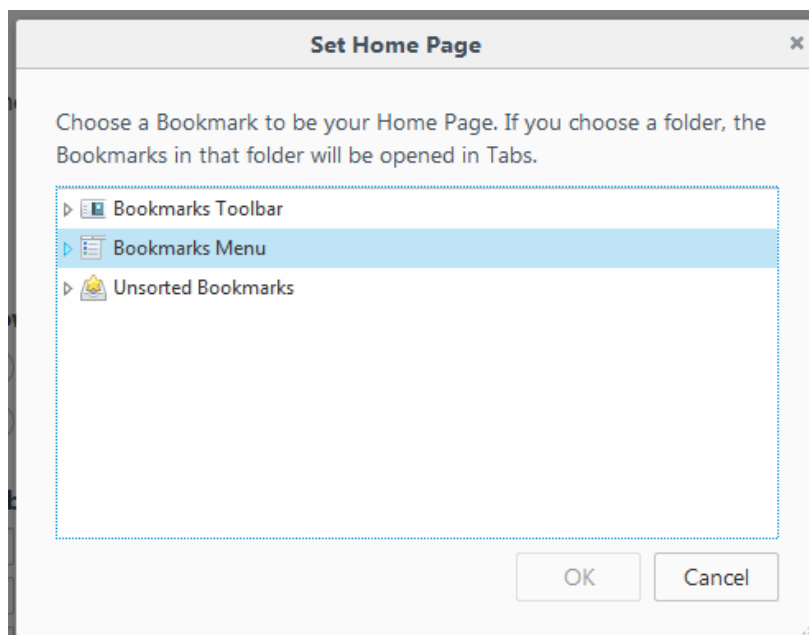 Set Home Page
Choose a Bookmark to be your Home Page. If you choose a folder, the
Bookmarks in that folder will be opened in Tabs.
Bookmarks Toolbar
Bookmarks Menu
Unsorted Bookmarks
OK
Cancel